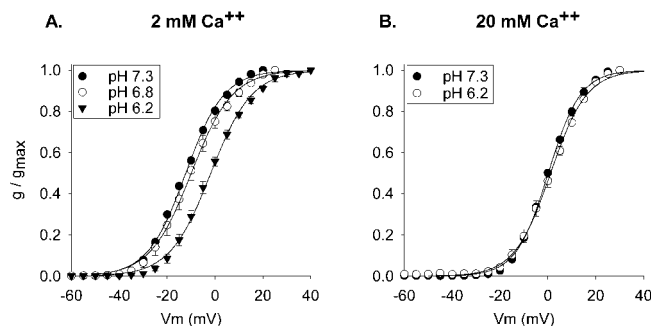 A. 2 mM Ca++
pH 7.3
pH 6.8
pH 6.2
g / gmax
1.0
0.8
0.6
0.4
0.2
0.0
-60 -40 -20 0 20 40
Vm (mV)
B. 20 mM Ca++
pH 7.3
pH 6.2
1.0
0.8
0.6
0.4
0.2
0.0
-60 -40 -20 0 20 40
Vm (mV)